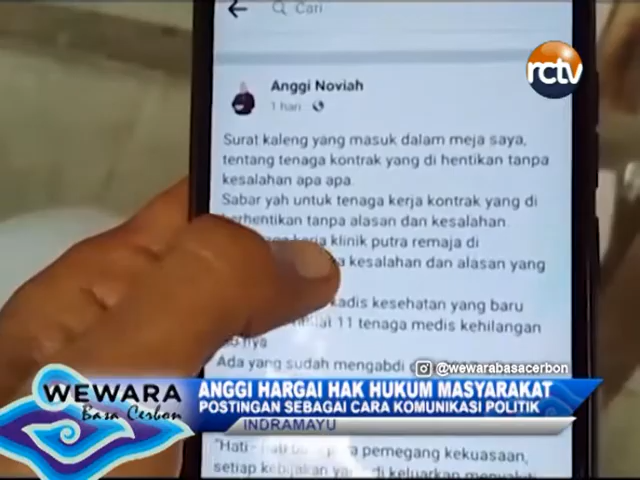 Cari
rctv
Anggi Noviah
1 hari
Surat kaleng yang masuk dalam meja saya,
tentang tenaga kontrak yang di hentikan tanpa
kesalahan apa apa.
Sabar yah untuk tenaga kerja kontrak yang di
berhentikan tanpa alasan dan kesalahan
kerja klinik putra remaja di
kesalahan dan alasan yang
kadis kesehatan yang baru
11 tenaga medis kehilangan
Ada yang sudah mengabdi
@wewarabasacerbon
WEWARA
Basa Cerbon
ANGGI HARGAI HAK HUKUM MASYARAKAT
POSTINGAN SEBAGAI CARA KOMUNIKASI POLITIK
INDRAMAYU
"Hati - hati pemegang kekuasaan,
setiap kebijakan di keluarkan